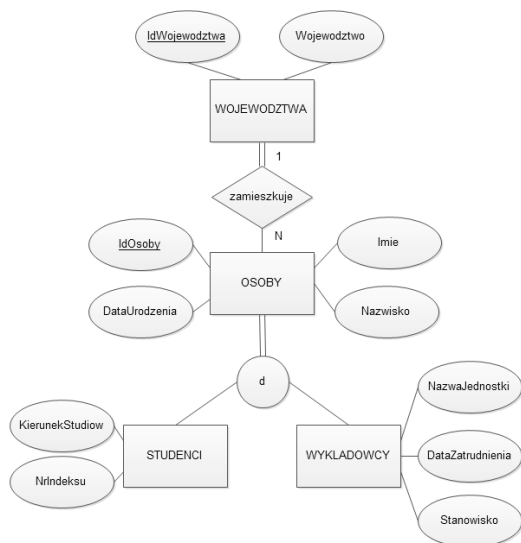 IdWojewodztwa
Wojewodztwo
WOJEWODZTWA
1
zamieszkuje
N
IdOsoby
Imie
OSOBY
DataUrodzenia
Nazwisko
d
NazwaJednostki
KierunekStudiow
STUDENCI
WYKLADOWCY
DataZatrudnienia
NrIndeksu
Stanowisko